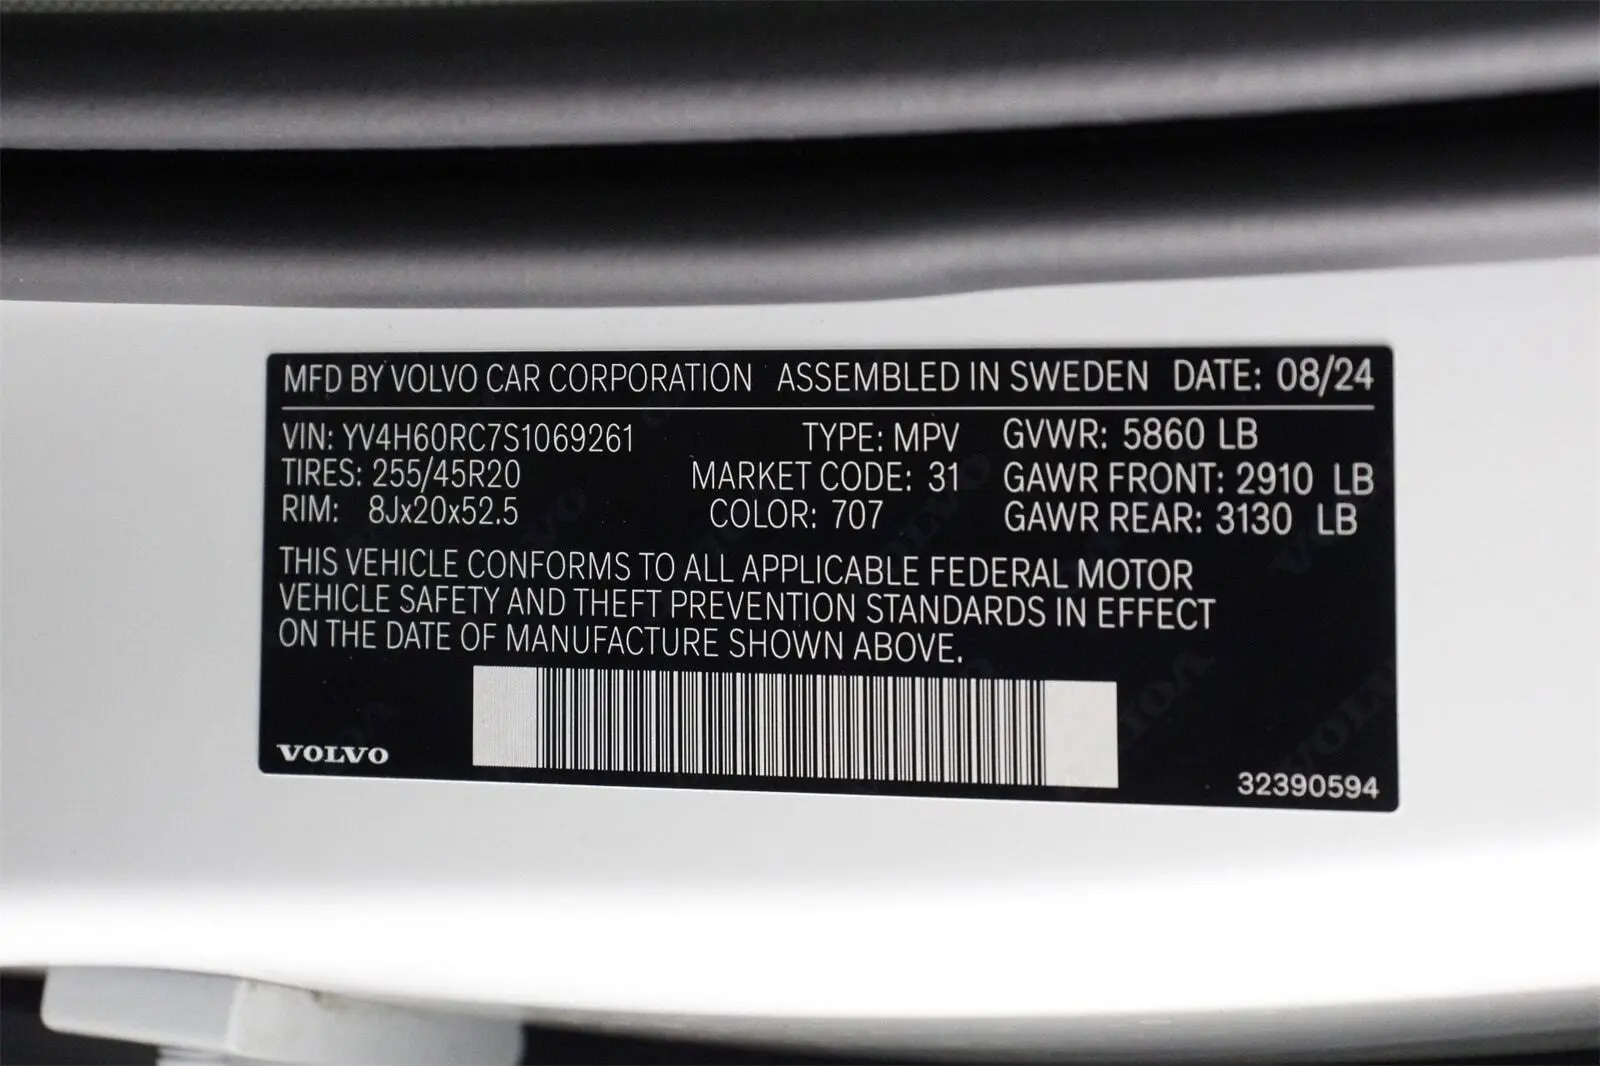 MFD BY VOLVO CAR CORPORATION ASSEMBLED IN SWEDEN DATE: 08/24
VIN: YV4H60RC7S1069261 TYPE: MPV GVWR: 5860 LB
TIRES: 255/45R20 MARKET CODE: 31 GAWR FRONT: 2910 LB
RIM: 8Jx20x52.5 COLOR: 707 GAWR REAR: 3130 LB
THIS VEHICLE CONFORMS TO ALL APPLICABLE FEDERAL MOTOR
VEHICLE SAFETY AND THEFT PREVENTION STANDARDS IN EFFECT
ON THE DATE OF MANUFACTURE SHOWN ABOVE.
VOLVO
32390594